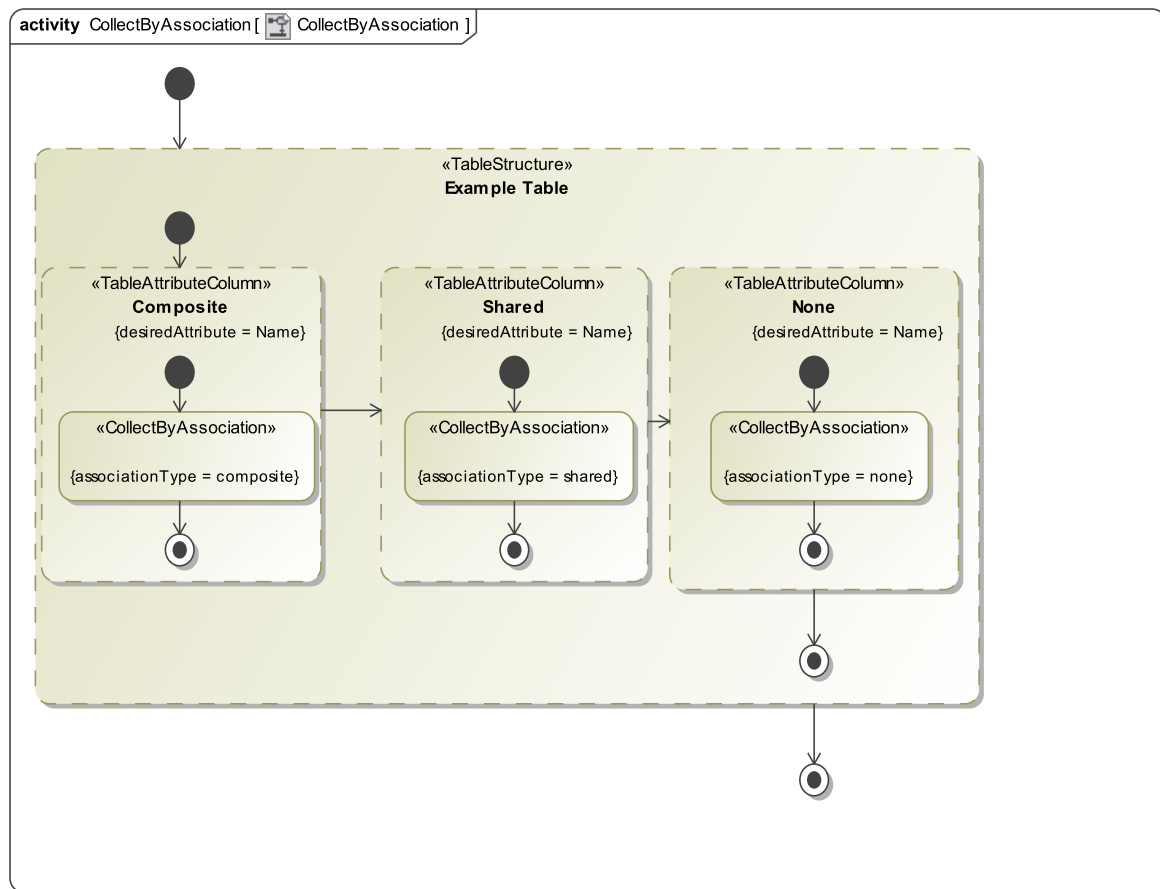 activity CollectByAssociation [ CollectByAssociation ]
«TableStructure»
Example Table
«TableAttributeColumn»
Composite
{desiredAttribute = Name}
«CollectByAssociation»
{associationType = composite}
«TableAttributeColumn»
Shared
{desiredAttribute = Name}
«CollectByAssociation»
{associationType = shared}
«TableAttributeColumn»
None
{desiredAttribute = Name}
«CollectByAssociation»
{associationType = none}